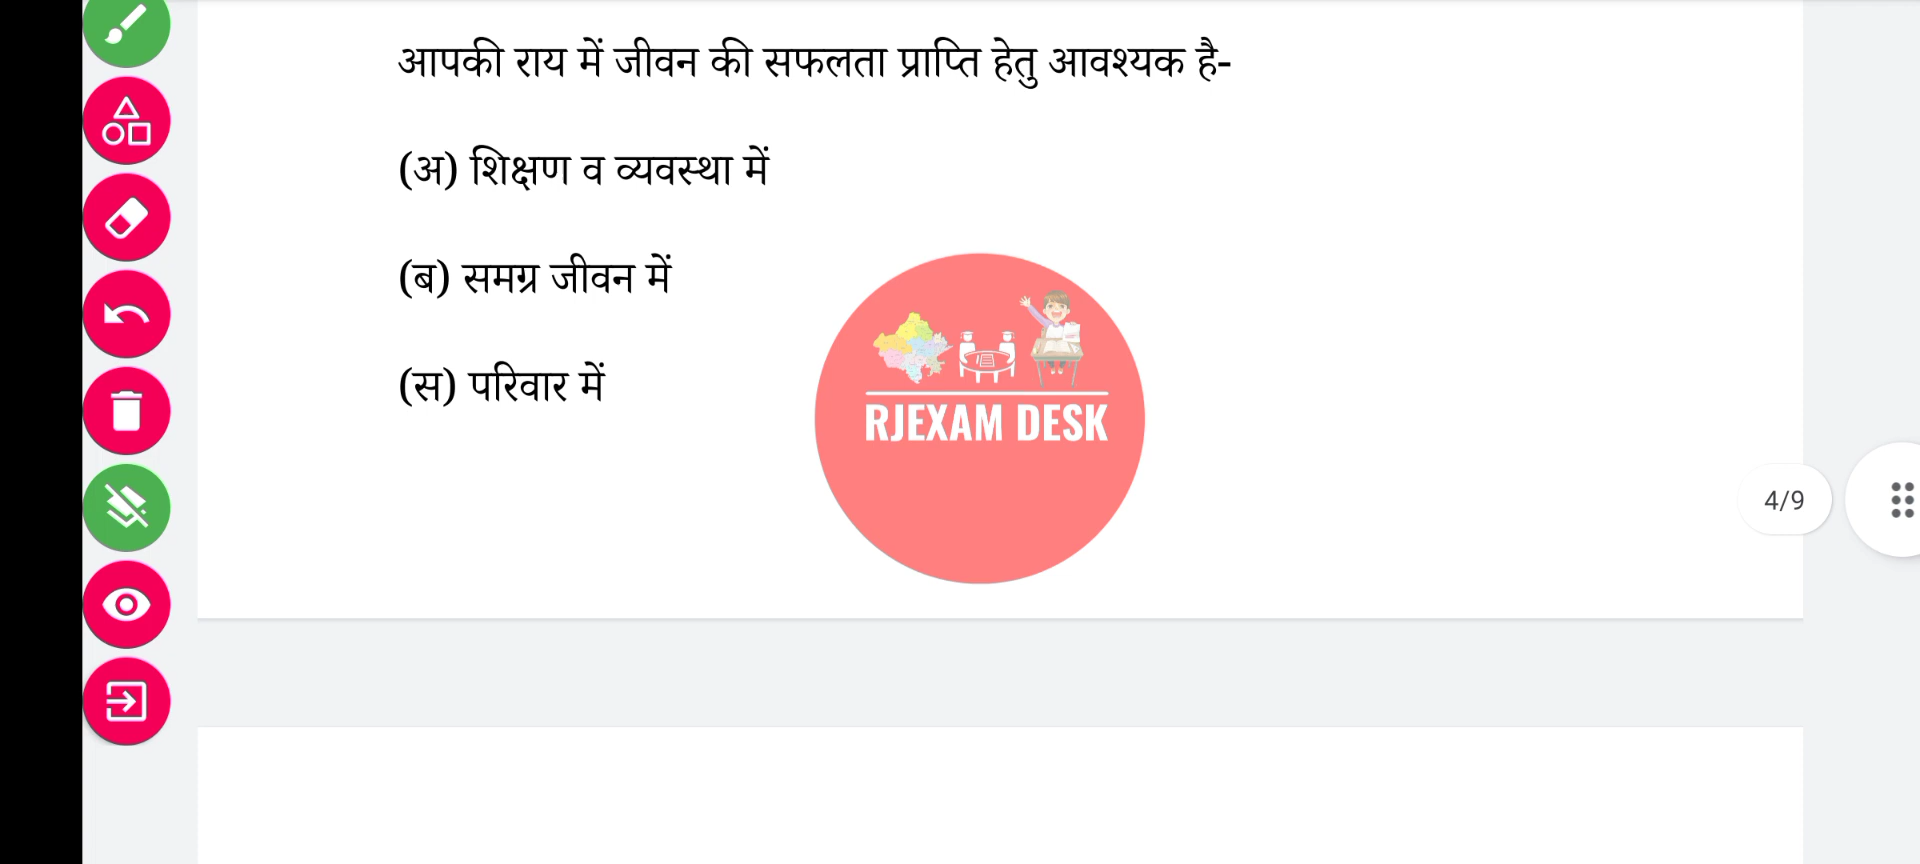 आपकी राय में जीवन की सफलता प्राप्ति हेतु आवश्यक है-
(अ) शिक्षण व व्यवस्था में
(ब) समग्र जीवन में
(स) परिवार में
RJEXAM DESK
4/9